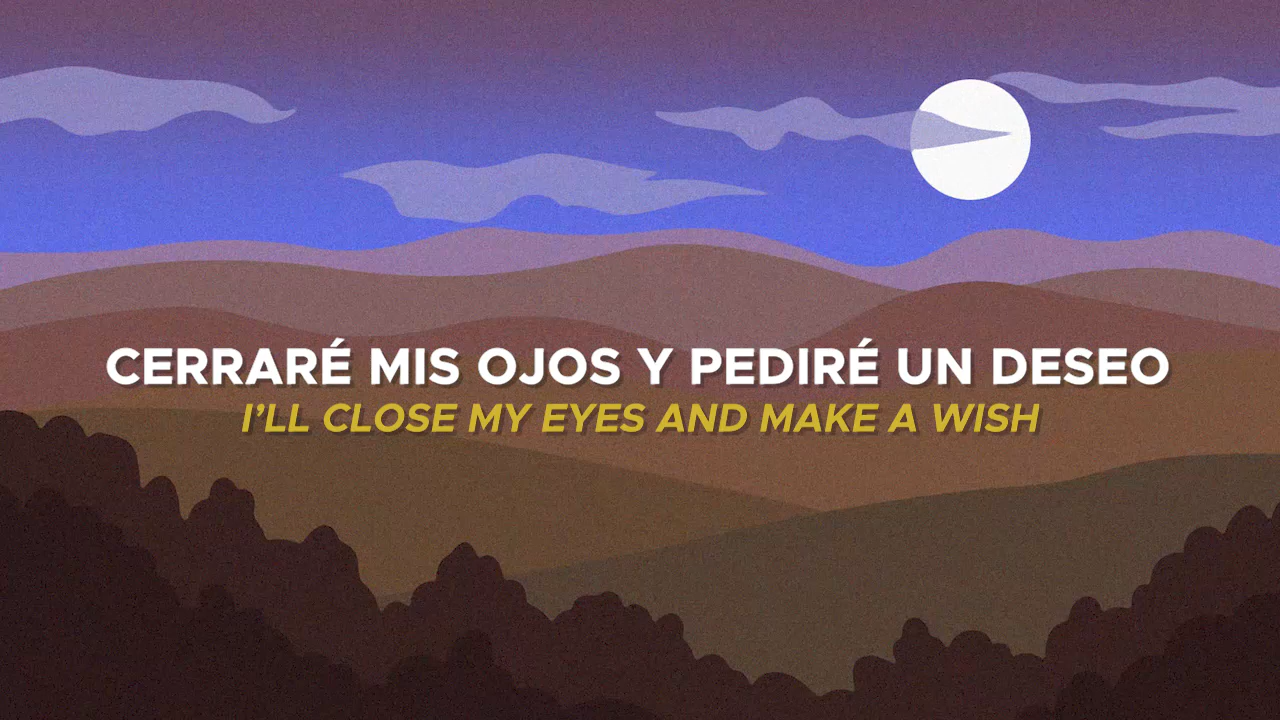 CERRARÉ MIS OJOS Y PEDIRÉ UN DESEO
I’LL CLOSE MY EYES AND MAKE A WISH